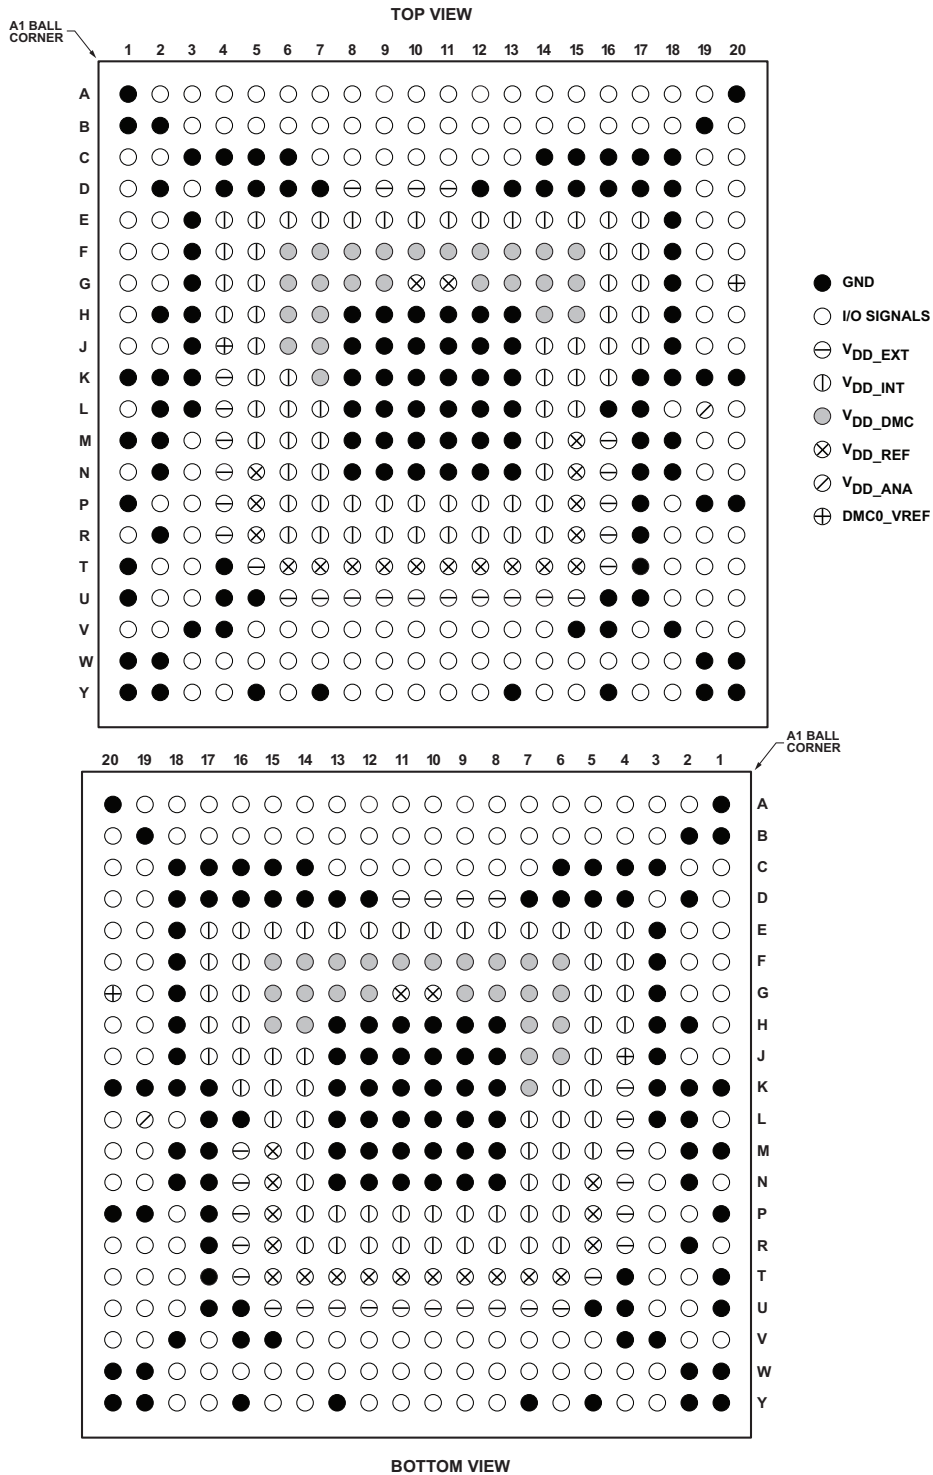 TOP VIEW
A1 BALL
CORNER
1 2 3 4 5 6 7 8 9 10 11 12 13 14 15 16 17 18 19 20
A
B
C
D
E
F
G
H
J
K
L
M
N
P
R
T
U
V
W
Y
GND
I/O SIGNALS
VDD_EXT
VDD_INT
VDD_DMC
VDD_REF
VDD_ANA
DMC0_VREF
A1 BALL
CORNER
20 19 18 17 16 15 14 13 12 11 10 9 8 7 6 5 4 3 2 1
A
B
C
D
E
F
G
H
J
K
L
M
N
P
R
T
U
V
W
Y
BOTTOM VIEW